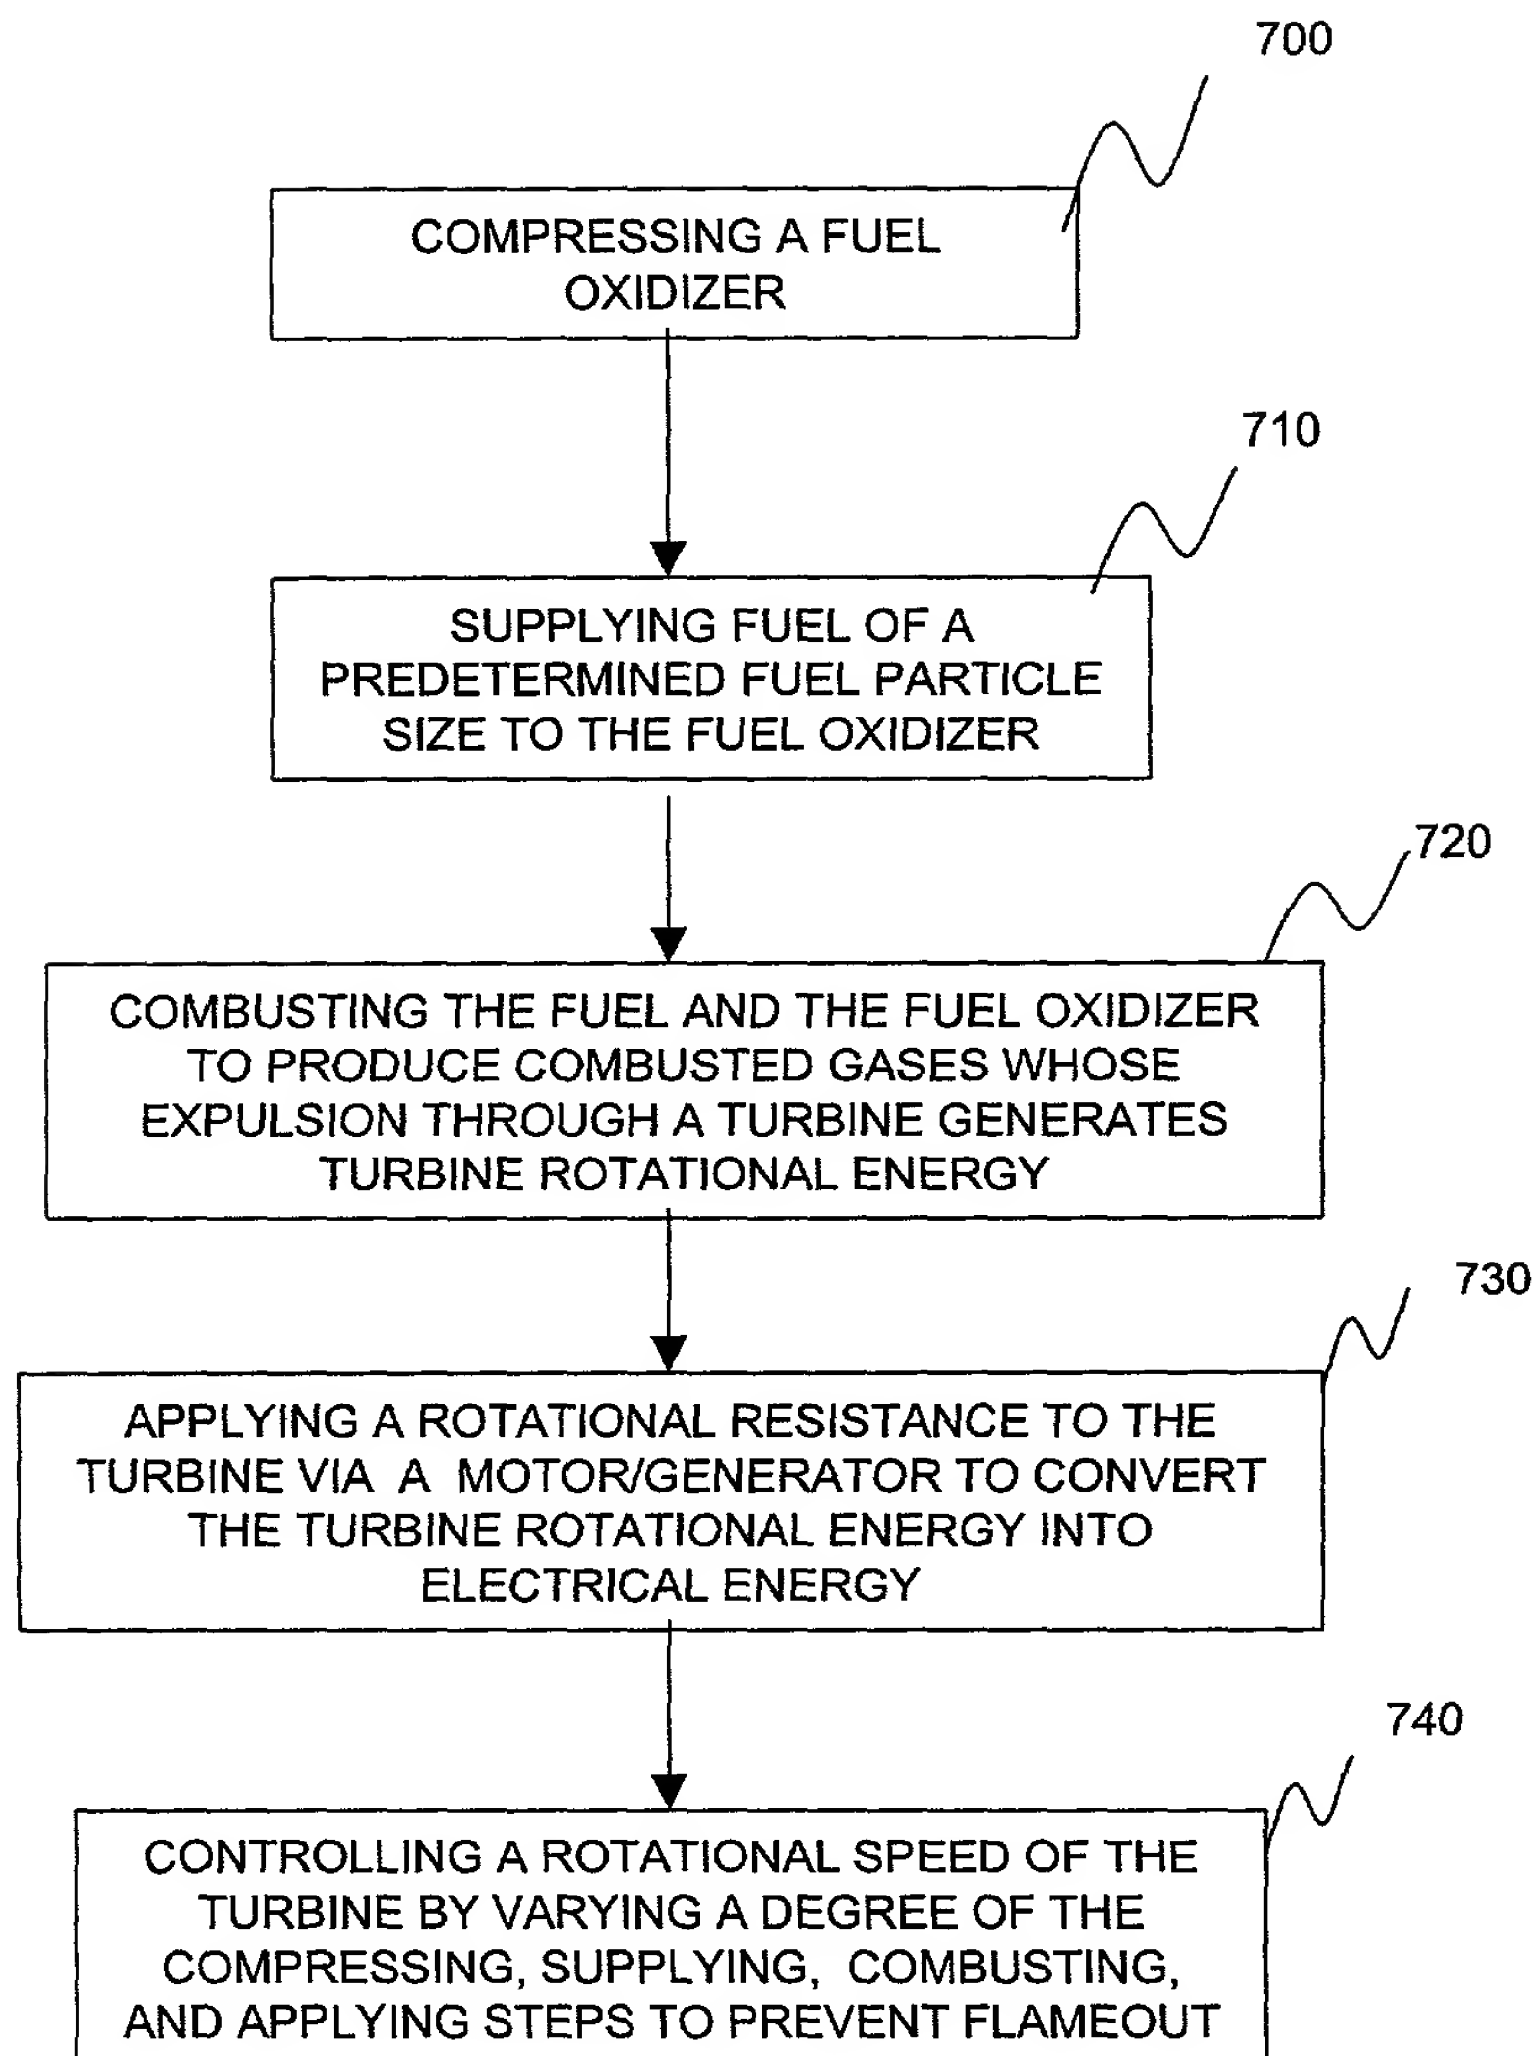 700
COMPRESSING A FUEL
OXIDIZER
710
SUPPLYING FUEL OF A
PREDETERMINED FUEL PARTICLE
SIZE TO THE FUEL OXIDIZER
720
COMBUSTING THE FUEL AND THE FUEL OXIDIZER
TO PRODUCE COMBUSTED GASES WHOSE
EXPULSION THROUGH A TURBINE GENERATES
TURBINE ROTATIONAL ENERGY
730
APPLYING A ROTATIONAL RESISTANCE TO THE
TURBINE VIA A MOTOR/GENERATOR TO CONVERT
THE TURBINE ROTATIONAL ENERGY INTO
ELECTRICAL ENERGY
740
CONTROLLING A ROTATIONAL SPEED OF THE
TURBINE BY VARYING A DEGREE OF THE
COMPRESSING, SUPPLYING, COMBUSTING,
AND APPLYING STEPS TO PREVENT FLAMEOUT